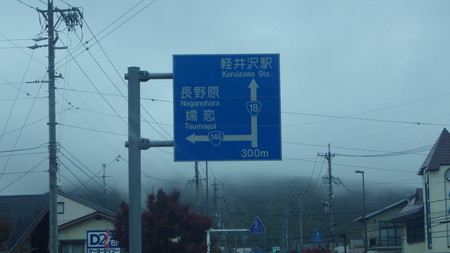 軽井沢駅
Karuizawa Sta.
長野原
Naganohara
嬬恋
Tsumagoi
18
146
300m
D2